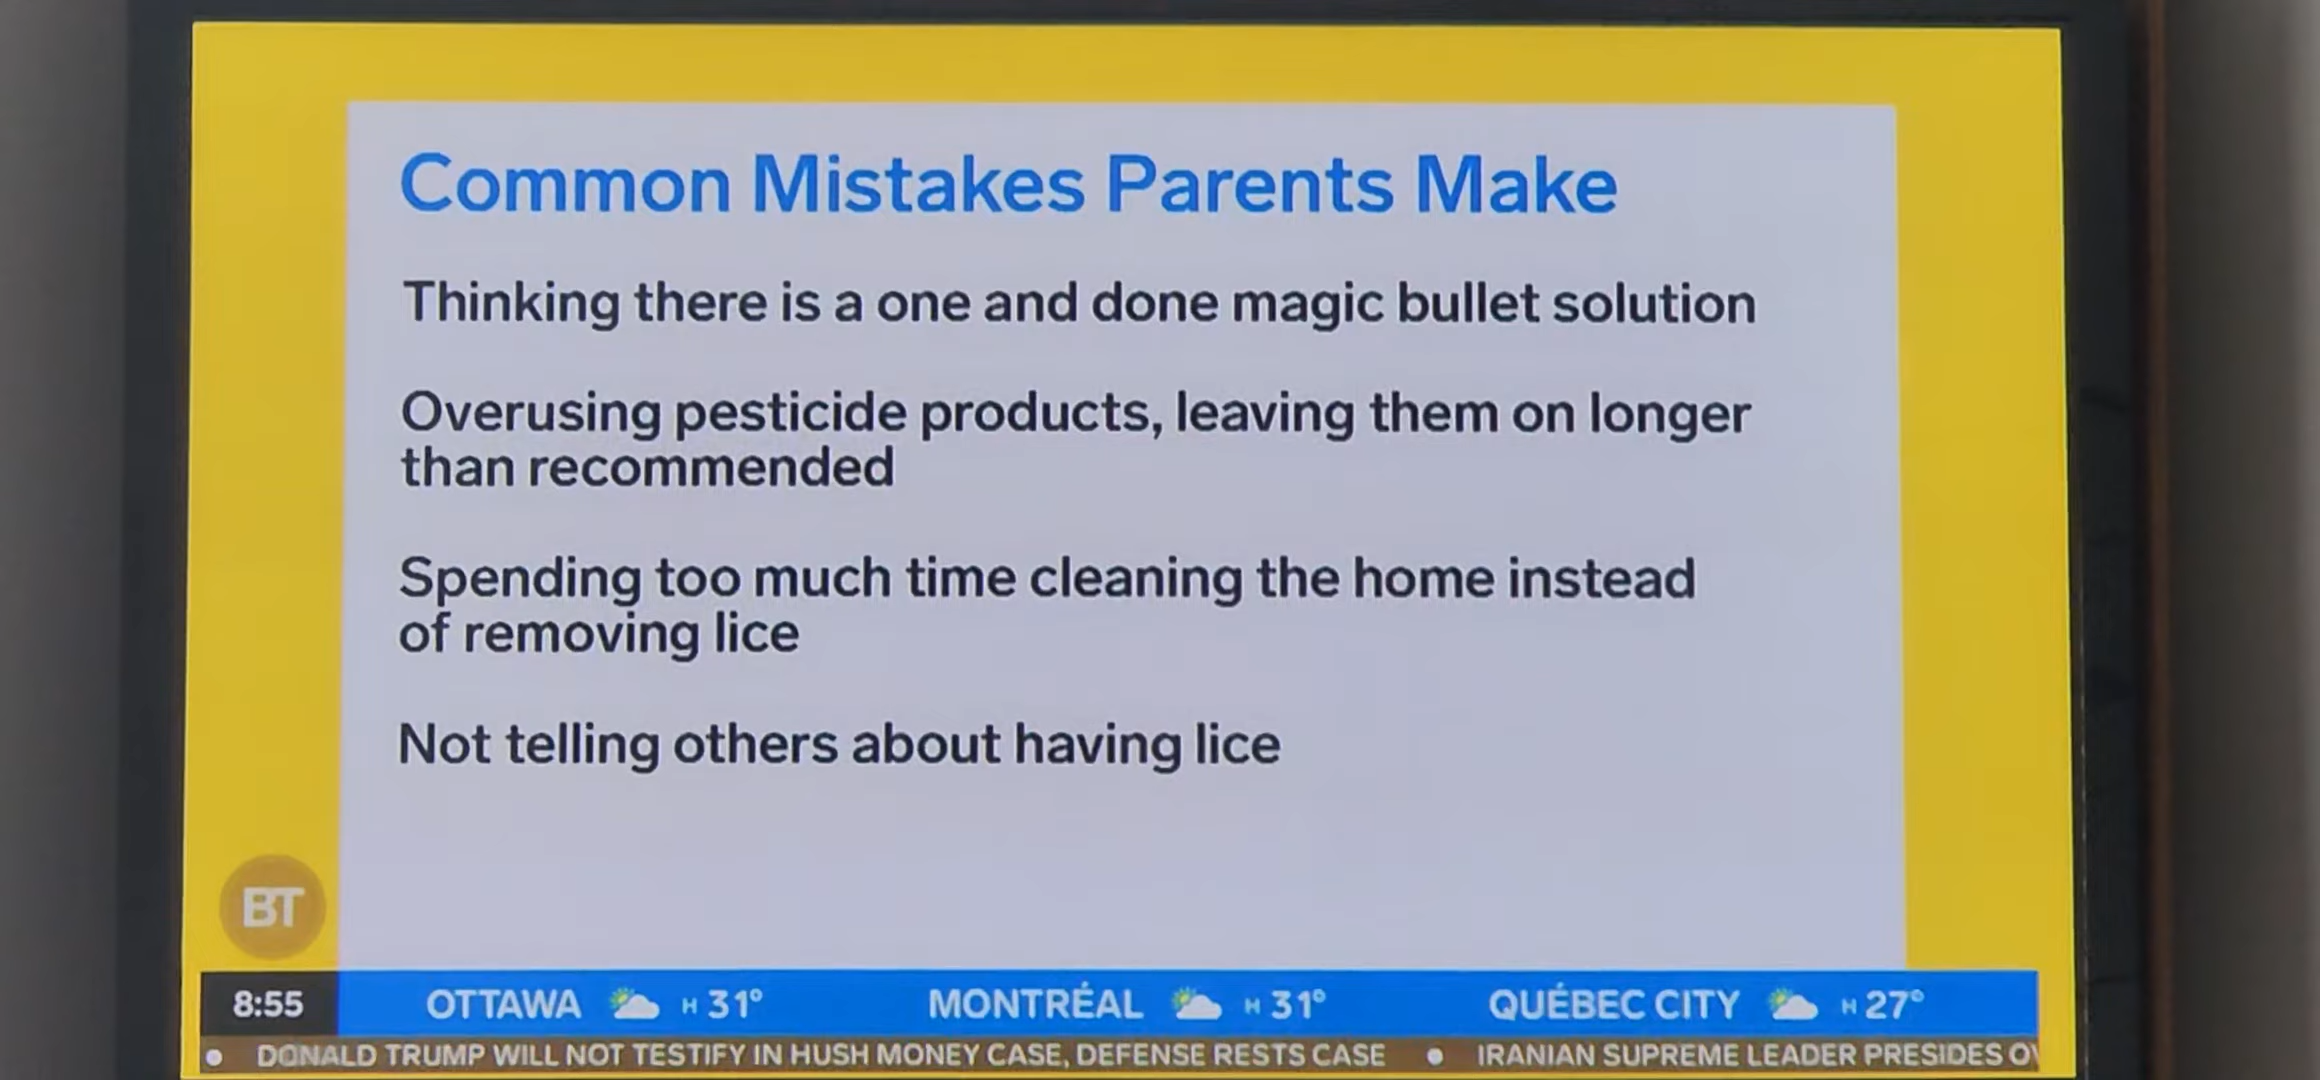 Common Mistakes Parents Make
Thinking there is a one and done magic bullet solution
Overusing pesticide products, leaving them on longer
than recommended
Spending too much time cleaning the home instead
of removing lice
Not telling others about having lice
BT
8:55 OTTAWA H 31° MONTRÉAL H 31° QUÉBEC CITY H 27°
• DONALD TRUMP WILL NOT TESTIFY IN HUSH MONEY CASE, DEFENSE RESTS CASE • IRANIAN SUPREME LEADER PRESIDES